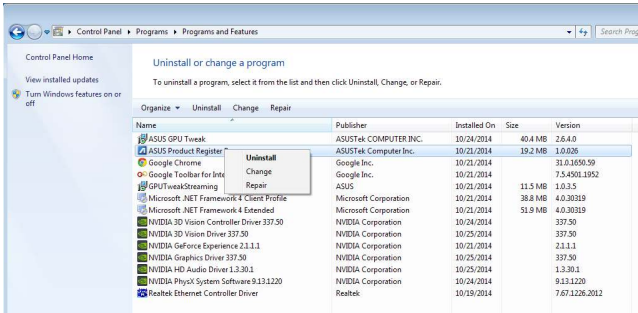 Control Panel ▸ Programs ▸ Programs and Features
Search Prog
Control Panel Home
View installed updates
Turn Windows features on or off
Uninstall or change a program
To uninstall a program, select it from the list and then click Uninstall, Change, or Repair.
Organize Uninstall Change Repair
Name Publisher Installed On Size Version
ASUS GPU Tweak ASUSTek COMPUTER INC. 10/24/2014 40.4 MB 2.6.4.0
ASUS Product Register ASUSTek Computer Inc. 10/21/2014 19.2 MB 1.0.026
Google Chrome Google Inc. 10/21/2014 31.0.1650.59
Google Toolbar for Inte Google Inc. 10/21/2014 7.5.4501.1952
GPUTweakStreaming ASUS 10/21/2014 11.5 MB 1.0.3.5
Microsoft .NET Framework 4 Client Profile Microsoft Corporation 10/21/2014 38.8 MB 4.0.30319
Microsoft .NET Framework 4 Extended Microsoft Corporation 10/21/2014 51.9 MB 4.0.30319
NVIDIA 3D Vision Controller Driver 337.50 NVIDIA Corporation 10/24/2014 337.50
NVIDIA 3D Vision Driver 337.50 NVIDIA Corporation 10/25/2014 337.50
NVIDIA GeForce Experience 2.1.1.1 NVIDIA Corporation 10/21/2014 2.1.1.1
NVIDIA Graphics Driver 337.50 NVIDIA Corporation 10/25/2014 337.50
NVIDIA HD Audio Driver 1.3.30.1 NVIDIA Corporation 10/25/2014 1.3.30.1
NVIDIA PhysX System Software 9.13.1220 NVIDIA Corporation 10/24/2014 9.13.1220
Realtek Ethernet Controller Driver Realtek 10/19/2014 7.67.1226.2012
Uninstall
Change
Repair